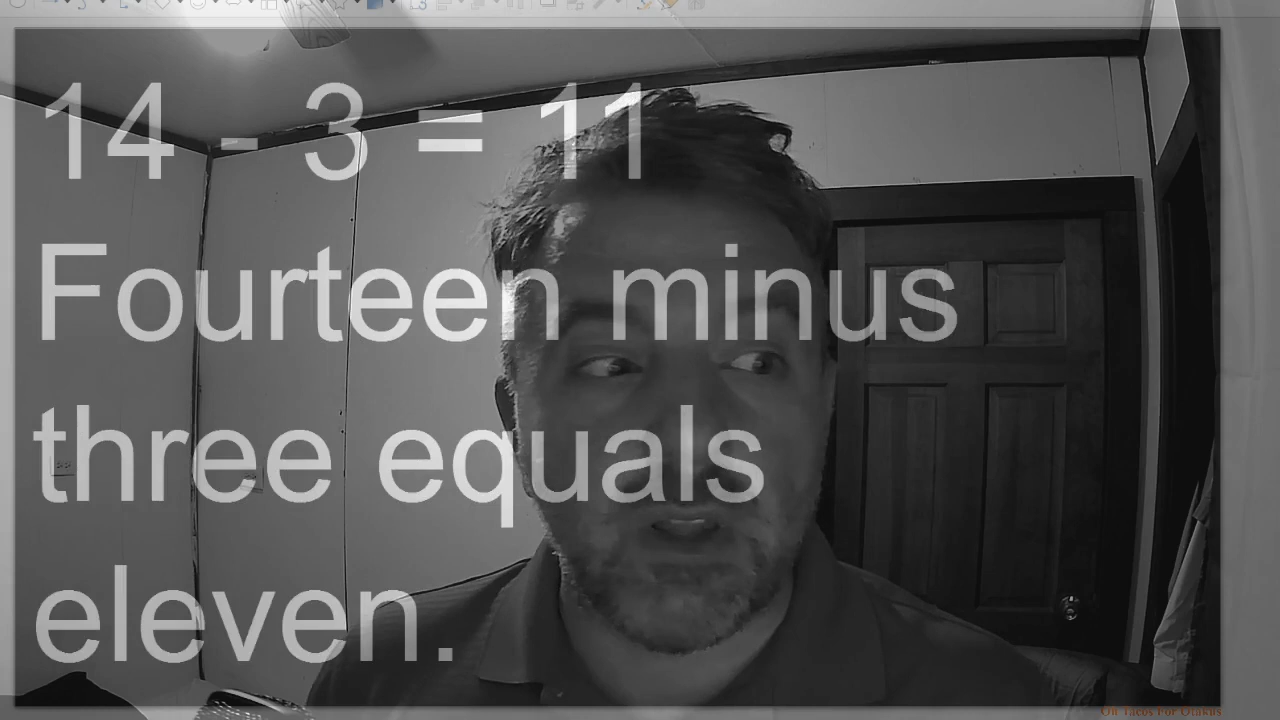 14 - 3 = 11
Fourteen minus
three equals
eleven.